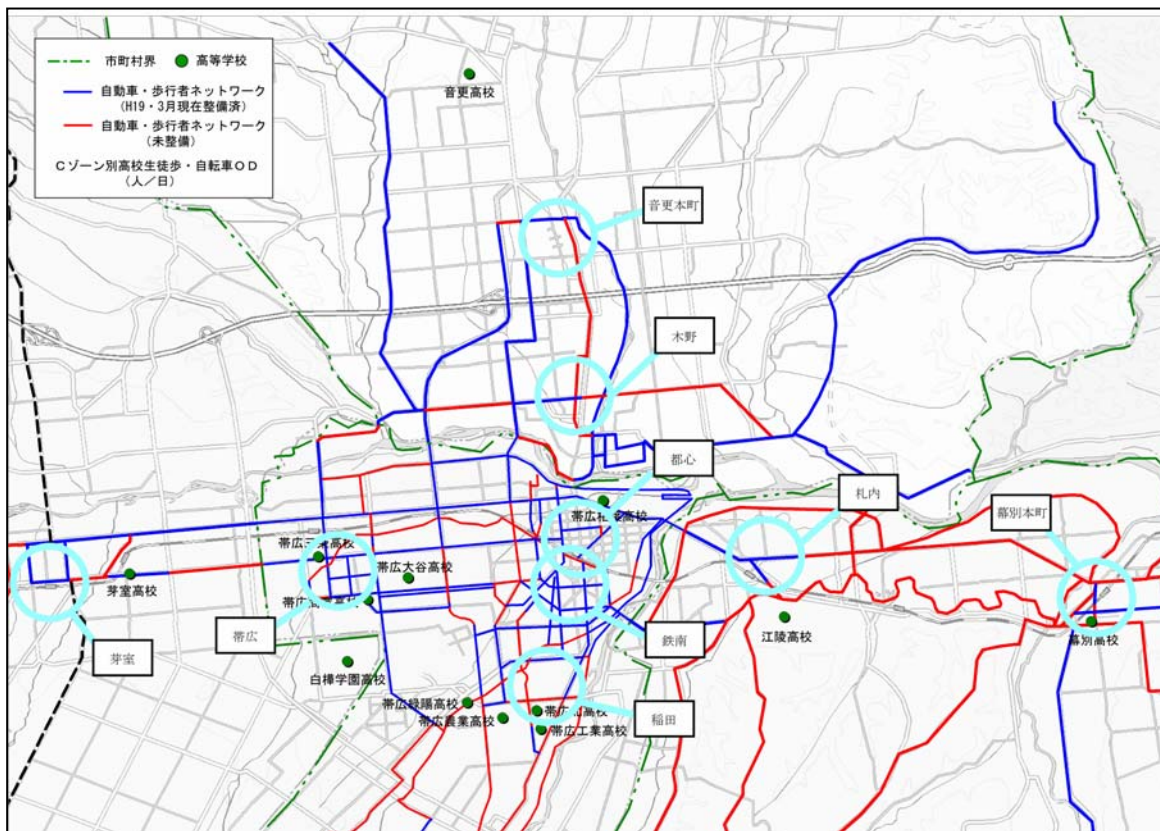 市町村界
高等学校
自動車・歩行者ネットワーク
(H19・3月現在整備済)
自動車・歩行者ネットワーク
(未整備)
Cゾーン別高校生徒歩・自転車OD
(人/日)
音更高校
音更本町
木野
都心
札内
幕別本町
帯広三条高校
帯広大谷高校
芽室高校
江陵高校
幕別高校
帯広
鉄南
芽室
白樺学園高校
帯広緑陽高校
帯広農業高校
帯広工業高校
稲田